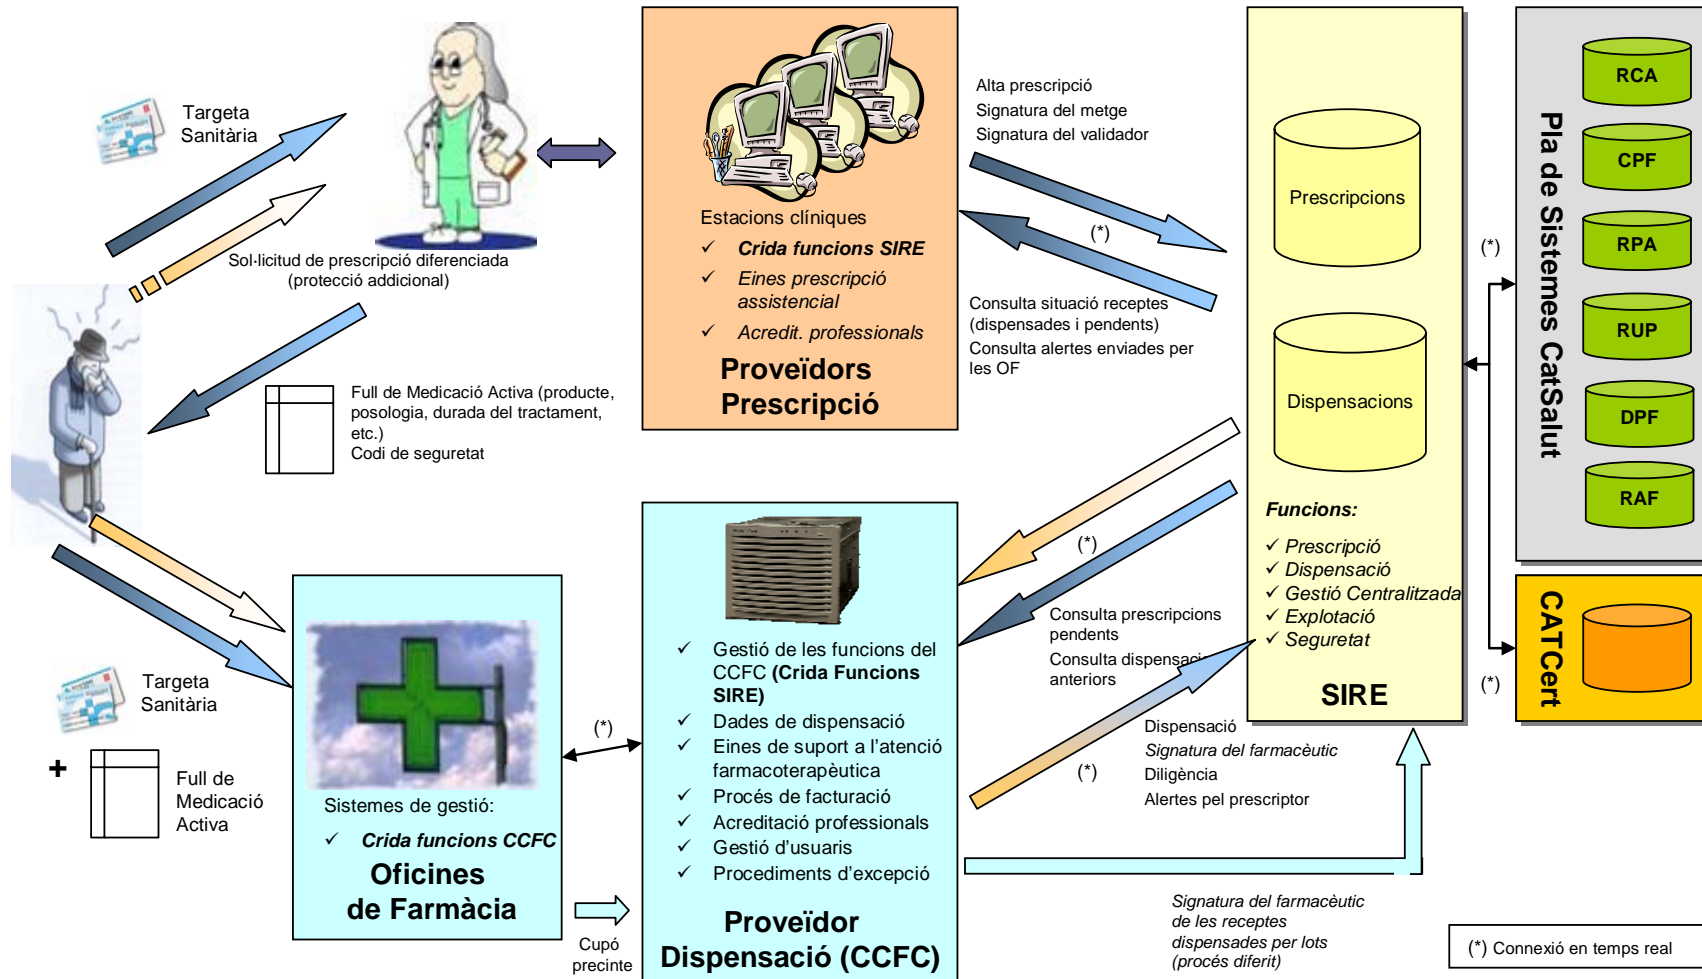 Targeta
Sanitària
Sol·licitud de prescripció diferenciada
(protecció addicional)
Full de Medicació Activa (producte,
posologia, durada del tractament,
etc.)
Codi de seguretat
Targeta
Sanitària
+
Full de
Medicació
Activa
Estacions clíniques
✓ Crida funcions SIRE
✓ Eines prescripció
assistencial
✓ Acredit. professionals
Proveïdors
Prescripció
Alta prescripció
Signatura del metge
Signatura del validador
(*)
Consulta situació receptes
(dispensades i pendents)
Consulta alertes enviades per
les OF
Prescripcions
Dispensacions
Funcions:
✓ Prescripció
✓ Dispensació
✓ Gestió Centralitzada
✓ Explotació
✓ Seguretat
SIRE
(*)
(*)
Pla de Sistemes CatSalut
RCA
CPF
RPA
RUP
DPF
RAF
CATCert
Sistemes de gestió:
✓ Crida funcions CCFC
Oficines
de Farmàcia
(*)
Cupó
precinte
✓ Gestió de les funcions del
CCFC (Crida Funcions
SIRE)
✓ Dades de dispensació
✓ Eines de suport a l'atenció
farmacoterapèutica
✓ Procés de facturació
✓ Acreditació professionals
✓ Gestió d'usuaris
✓ Procediments d'excepció
Proveïdor
Dispensació (CCFC)
(*)
Consulta prescripcions
pendents
Consulta dispensacio
anteriors
(*)
Dispensació
Signatura del farmacèutic
Diligència
Alertes pel prescriptor
Signatura del farmacèutic
de les receptes
dispensades per lots
(procés diferit)
(*) Connexió en temps real